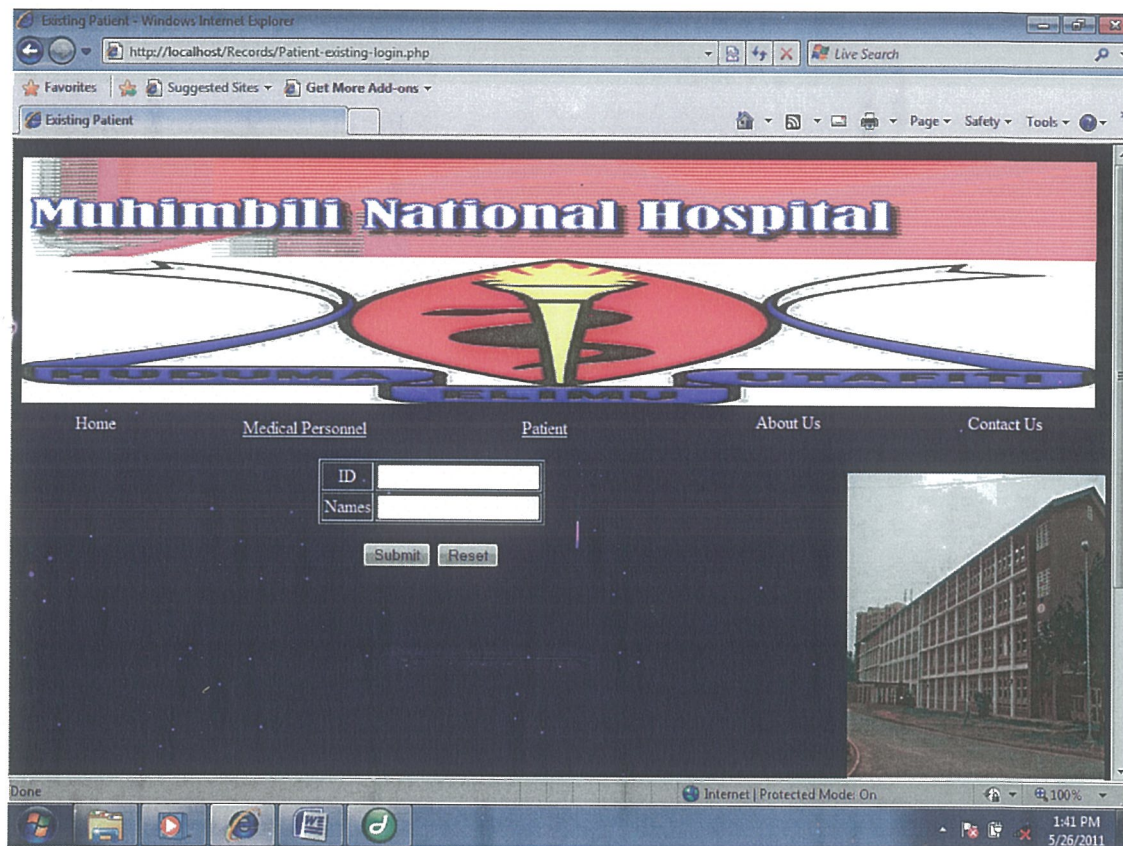 Existing Patient - Windows Internet Explorer
http://localhost/Records/Patient-existing-login.php
Live Search
Favorites Suggested Sites Get More Add-ons
Existing Patient
Page Safety Tools
Muhimbili National Hospital
HUDUMA
ELIMU
UTAFITI
Home Medical Personnel Patient About Us Contact Us
ID
Names
Submit Reset
Done
Internet | Protected Mode: On
100%
1:41 PM
5/26/2011